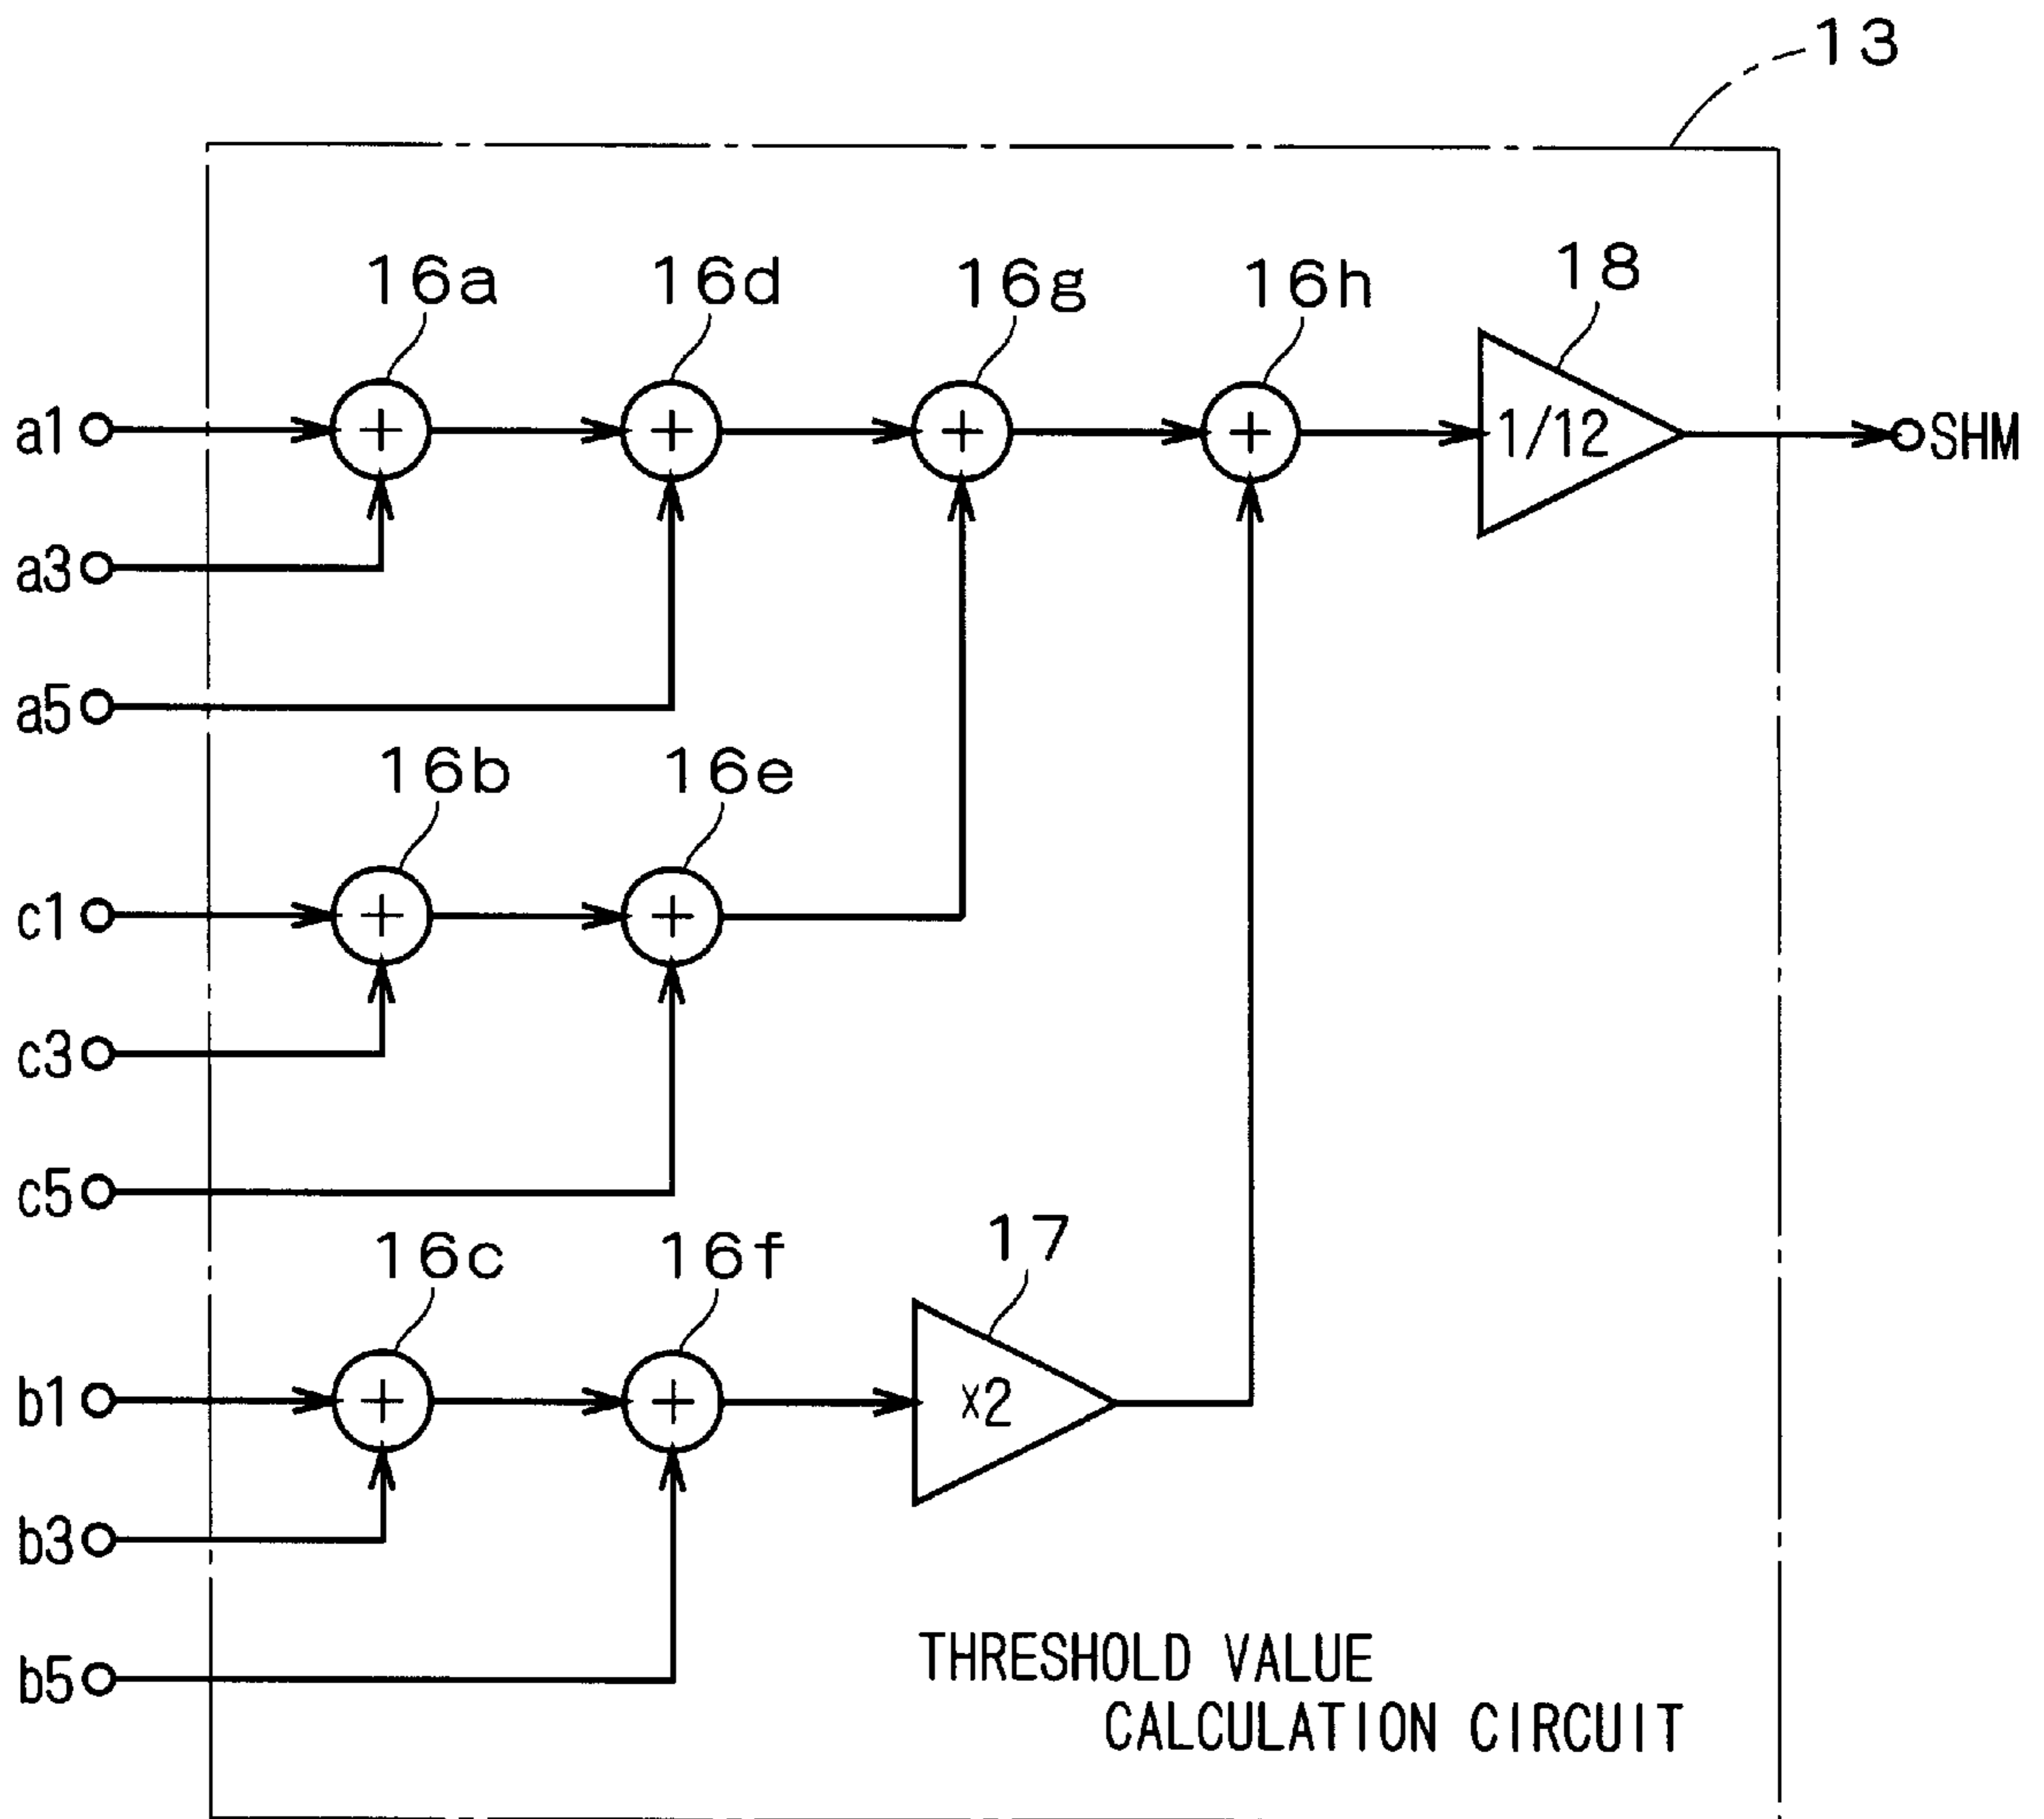 13
16a 16d 16g 16h 18
a1 + + + + 1/12 SHM
a3
a5
16b 16e
c1 + +
c3
c5
16c 16f 17
b1 + + x2
b3
b5
THRESHOLD VALUE
CALCULATION CIRCUIT